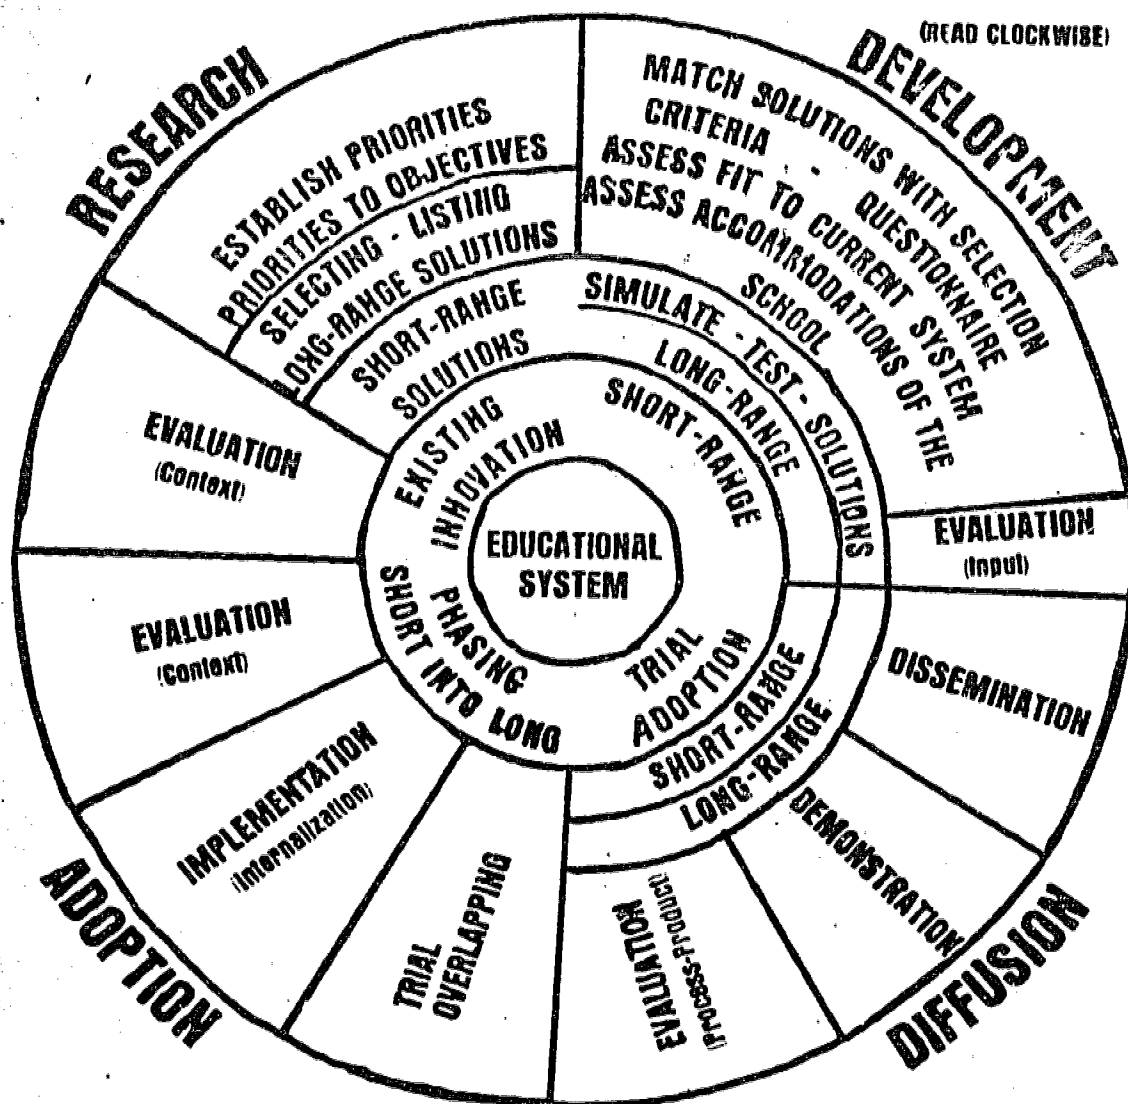 (READ CLOCKWISE)
RESEARCH
ESTABLISH PRIORITIES
PRIORITIES TO OBJECTIVES
SELECTING - LISTING
LONG-RANGE SOLUTIONS
SHORT-RANGE
SOLUTIONS
EXISTING
INNOVATION
EVALUATION
(Context)
DEVELOPMENT
MATCH SOLUTIONS WITH SELECTION
CRITERIA - QUESTIONNAIRE
ASSESS FIT TO CURRENT SYSTEM
ASSESS ACCOMMODATIONS OF THE
SCHOOL
SIMULATE - TEST - SOLUTIONS
LONG-RANGE
SHORT-RANGE
EVALUATION
(Input)
EDUCATIONAL
SYSTEM
DIFFUSION
DISSEMINATION
DEMONSTRATION
EVALUATION
(Process-Product)
TRIAL
ADOPTION
SHORT-RANGE
LONG-RANGE
ADOPTION
TRIAL
OVERLAPPING
IMPLEMENTATION
(Internalization)
EVALUATION
(Context)
PHASING
SHORT INTO LONG